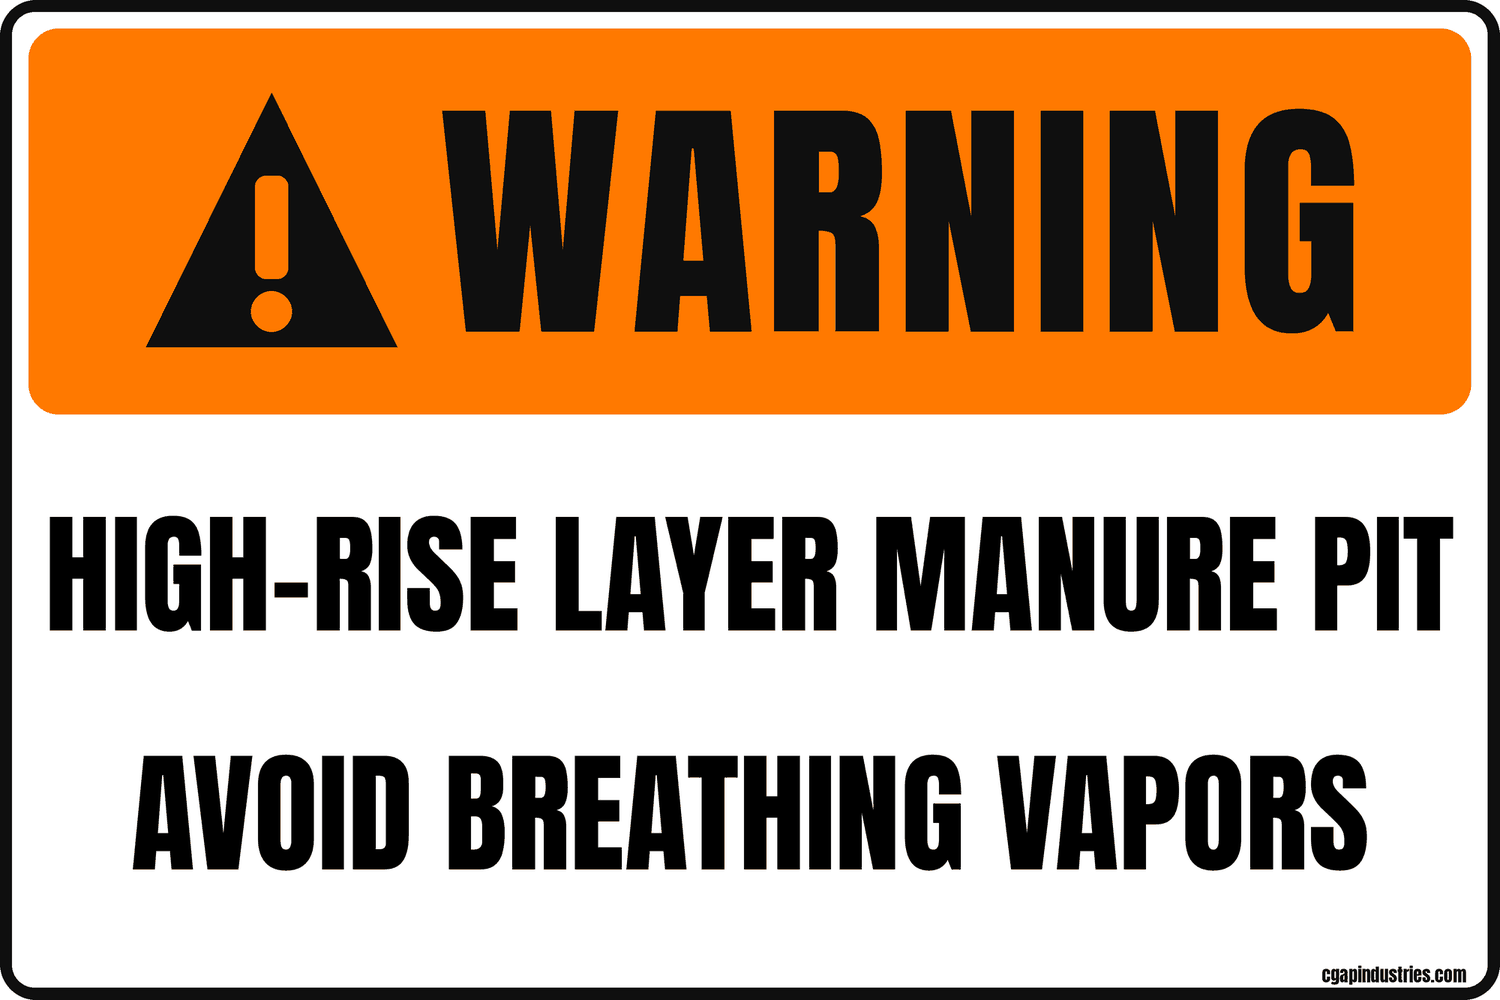 WARNING
HIGH-RISE LAYER MANURE PIT
AVOID BREATHING VAPORS
cgapindustries.com